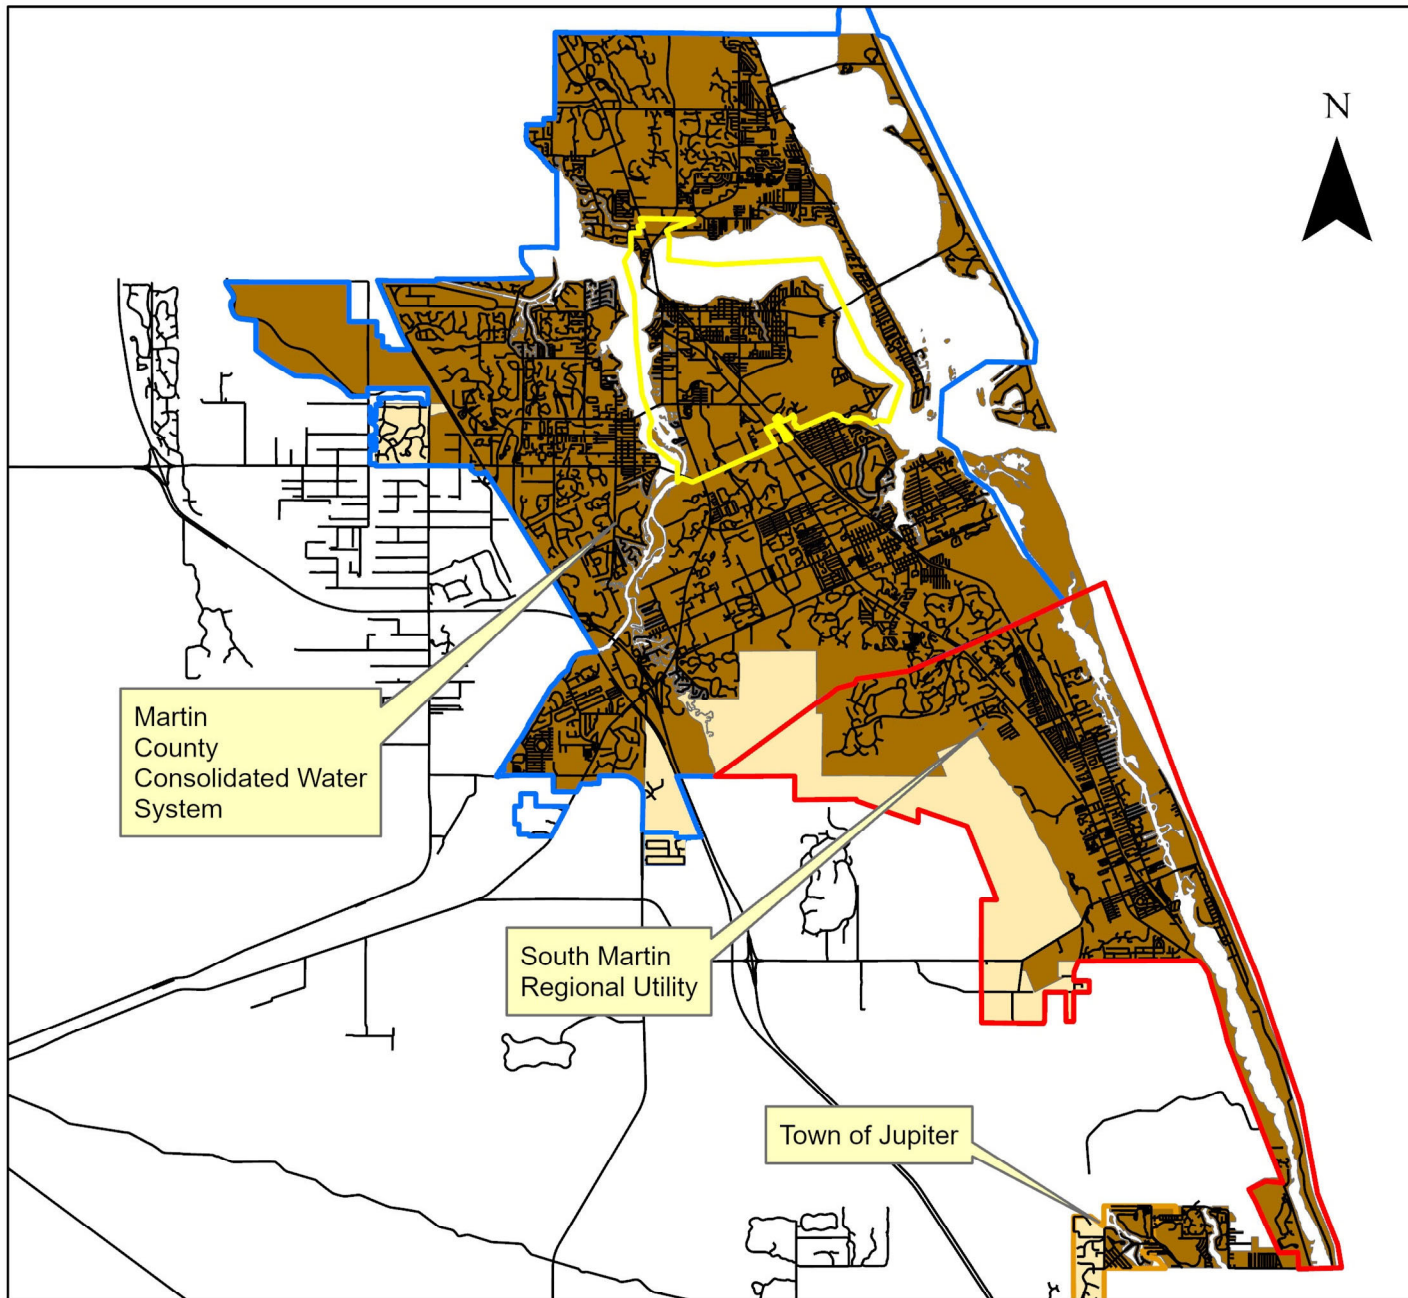 N
Martin
County
Consolidated Water
System
South Martin
Regional Utility
Town of Jupiter